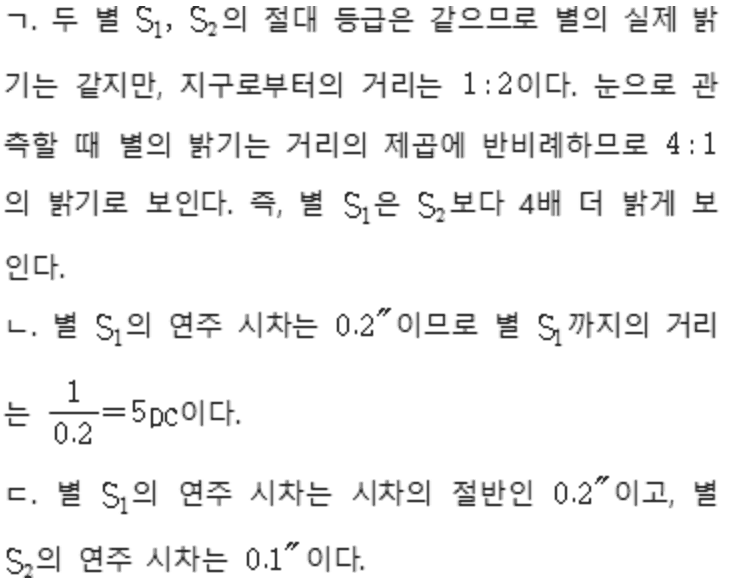 ㄱ. 두 별 S₁, S₂의 절대 등급은 같으므로 별의 실제 밝
기는 같지만, 지구로부터의 거리는 1:2이다. 눈으로 관
측할 때 별의 밝기는 거리의 제곱에 반비례하므로 4:1
의 밝기로 보인다. 즉, 별 S₁은 S₂보다 4배 더 밝게 보
인다.
ㄴ. 별 S₁의 연주 시차는 0.2″이므로 별 S₁까지의 거리
는 1/0.2=5pc이다.
ㄷ. 별 S₁의 연주 시차는 시차의 절반인 0.2″이고, 별
S₂의 연주 시차는 0.1″이다.